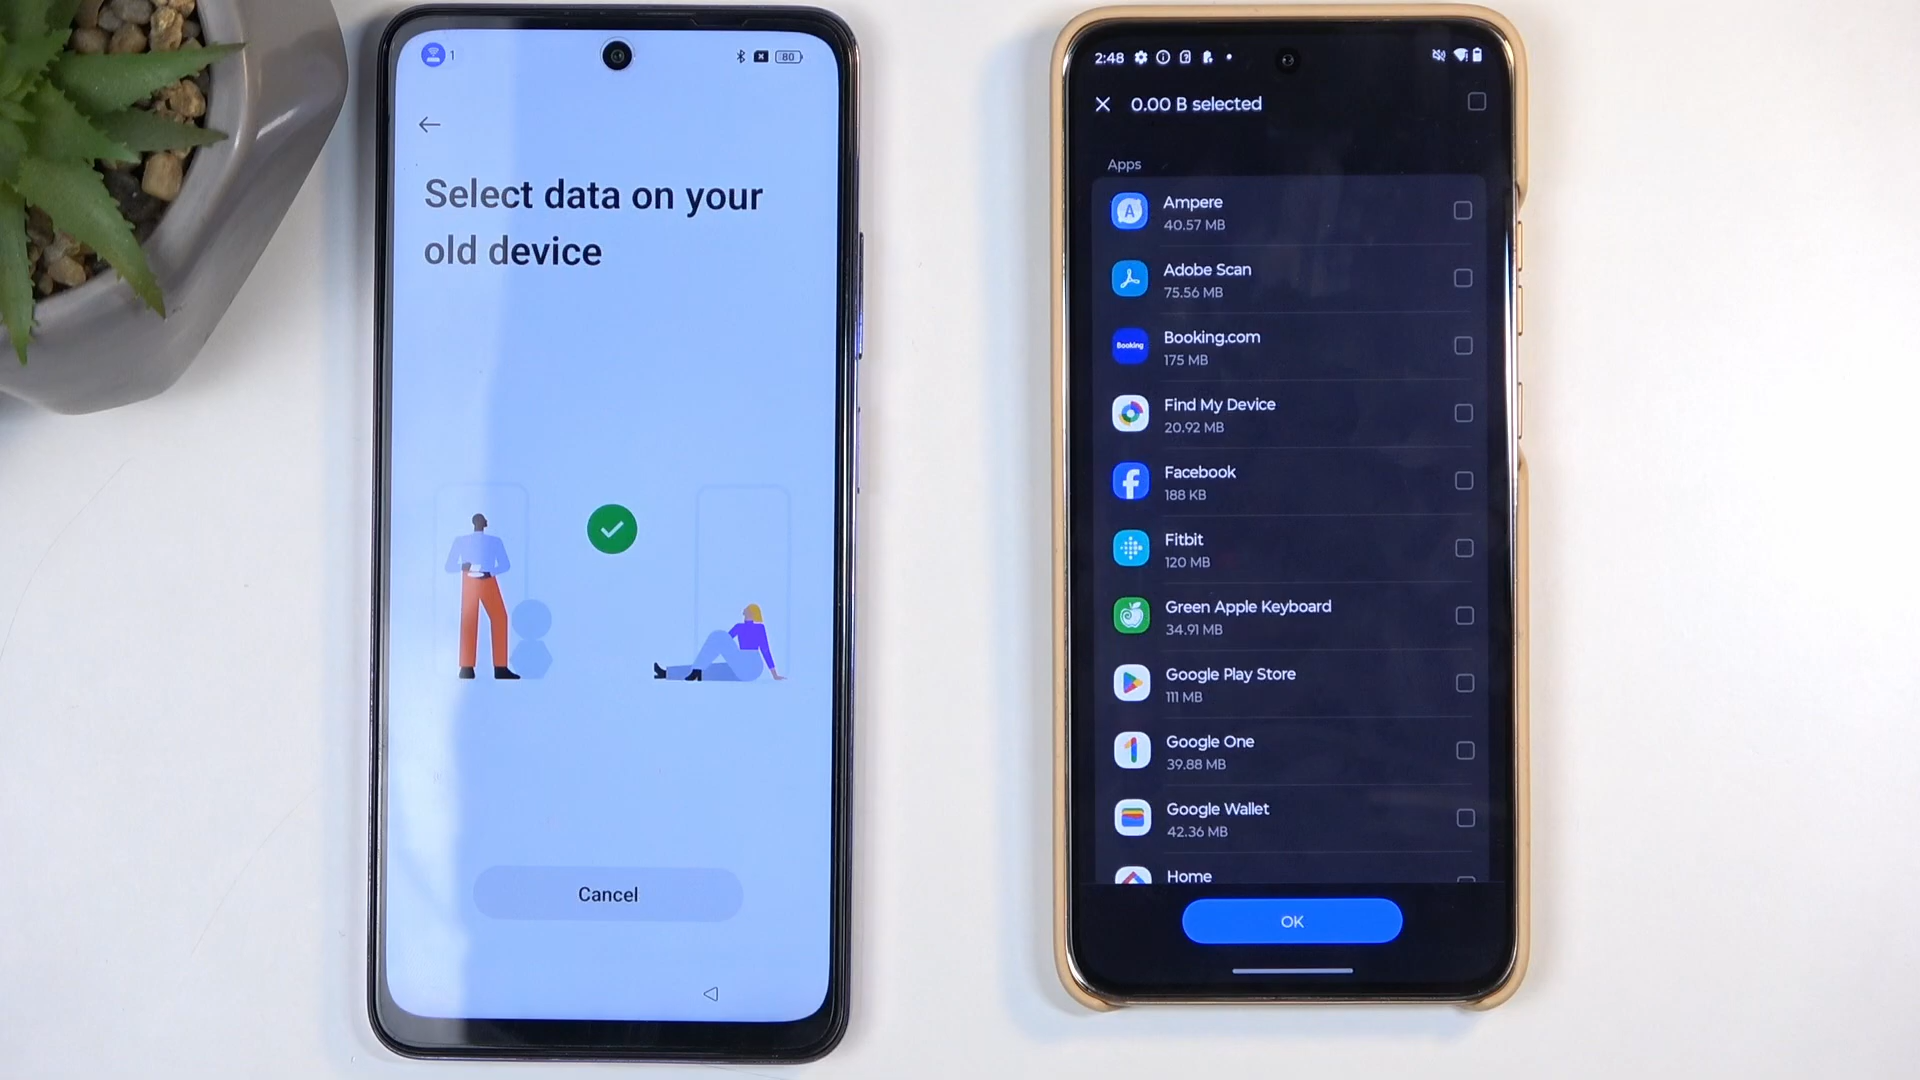 1
80
Select data on your
old device
Cancel
2:48
0.00 B selected
Apps
A
Ampere
40.57 MB
Adobe Scan
75.56 MB
Booking
Booking.com
175 MB
Find My Device
20.92 MB
Facebook
188 KB
Fitbit
120 MB
Green Apple Keyboard
34.91 MB
Google Play Store
111 MB
Google One
39.88 MB
Google Wallet
42.36 MB
Home
OK